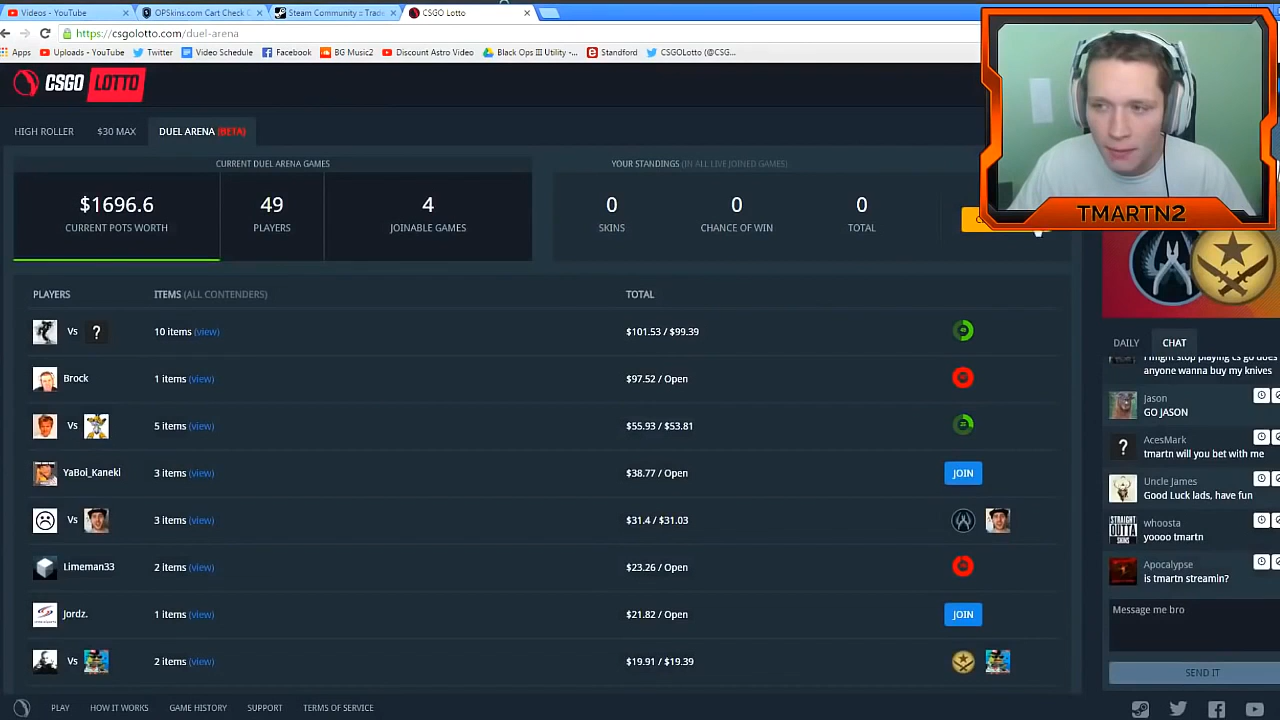 Videos - YouTube
OPSkins.com Cart Check C
Steam Community :: Trade
CSGO Lotto
https://csgolotto.com/duel-arena
Apps
Uploads - YouTube
Twitter
Video Schedule
Facebook
BG Music2
Discount Astro Video
Black Ops III Utility -...
Standford
CSGOLotto (@CSG...
CSGO LOTTO
HIGH ROLLER
$30 MAX
DUEL ARENA (BETA)
CURRENT DUEL ARENA GAMES
YOUR STANDINGS (IN ALL LIVE JOINED GAMES)
$1696.6
49
4
0
0
0
CURRENT POTS WORTH
PLAYERS
JOINABLE GAMES
SKINS
CHANCE OF WIN
TOTAL
TMARTN2
PLAYERS
ITEMS (ALL CONTENDERS)
TOTAL
Vs ? 10 items (view) $101.53 / $99.39
Brock 1 items (view) $97.52 / Open
Vs 5 items (view) $55.93 / $53.81
YaBoi_Kaneki 3 items (view) $38.77 / Open JOIN
Vs 3 items (view) $31.4 / $31.03
Limeman33 2 items (view) $23.26 / Open
Jordz. 1 items (view) $21.82 / Open JOIN
Vs 2 items (view) $19.91 / $19.39
DAILY
CHAT
I might stop playing cs go does
anyone wanna buy my knives
Jason
GO JASON
?
AcesMark
tmartn will you bet with me
Uncle James
Good Luck lads, have fun
STRAIGHT
OUTTA
SKINS
whoosta
yoooo tmartn
Apocalypse
is tmartn streamin?
Message me bro
SEND IT
PLAY
HOW IT WORKS
GAME HISTORY
SUPPORT
TERMS OF SERVICE